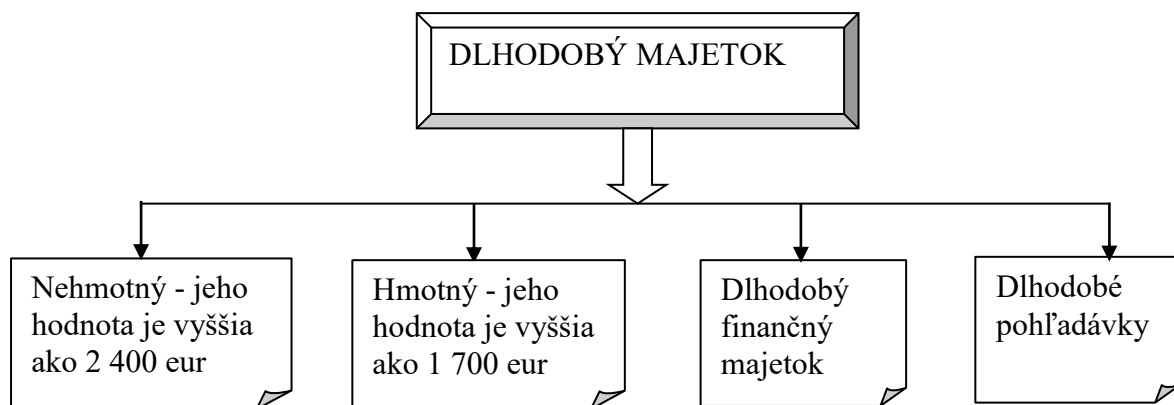 DLHODOBÝ MAJETOK
Nehmotný - jeho
hodnota je vyššia
ako 2 400 eur
Hmotný - jeho
hodnota je vyššia
ako 1 700 eur
Dlhodobý
finančný
majetok
Dlhodobé
pohľadávky